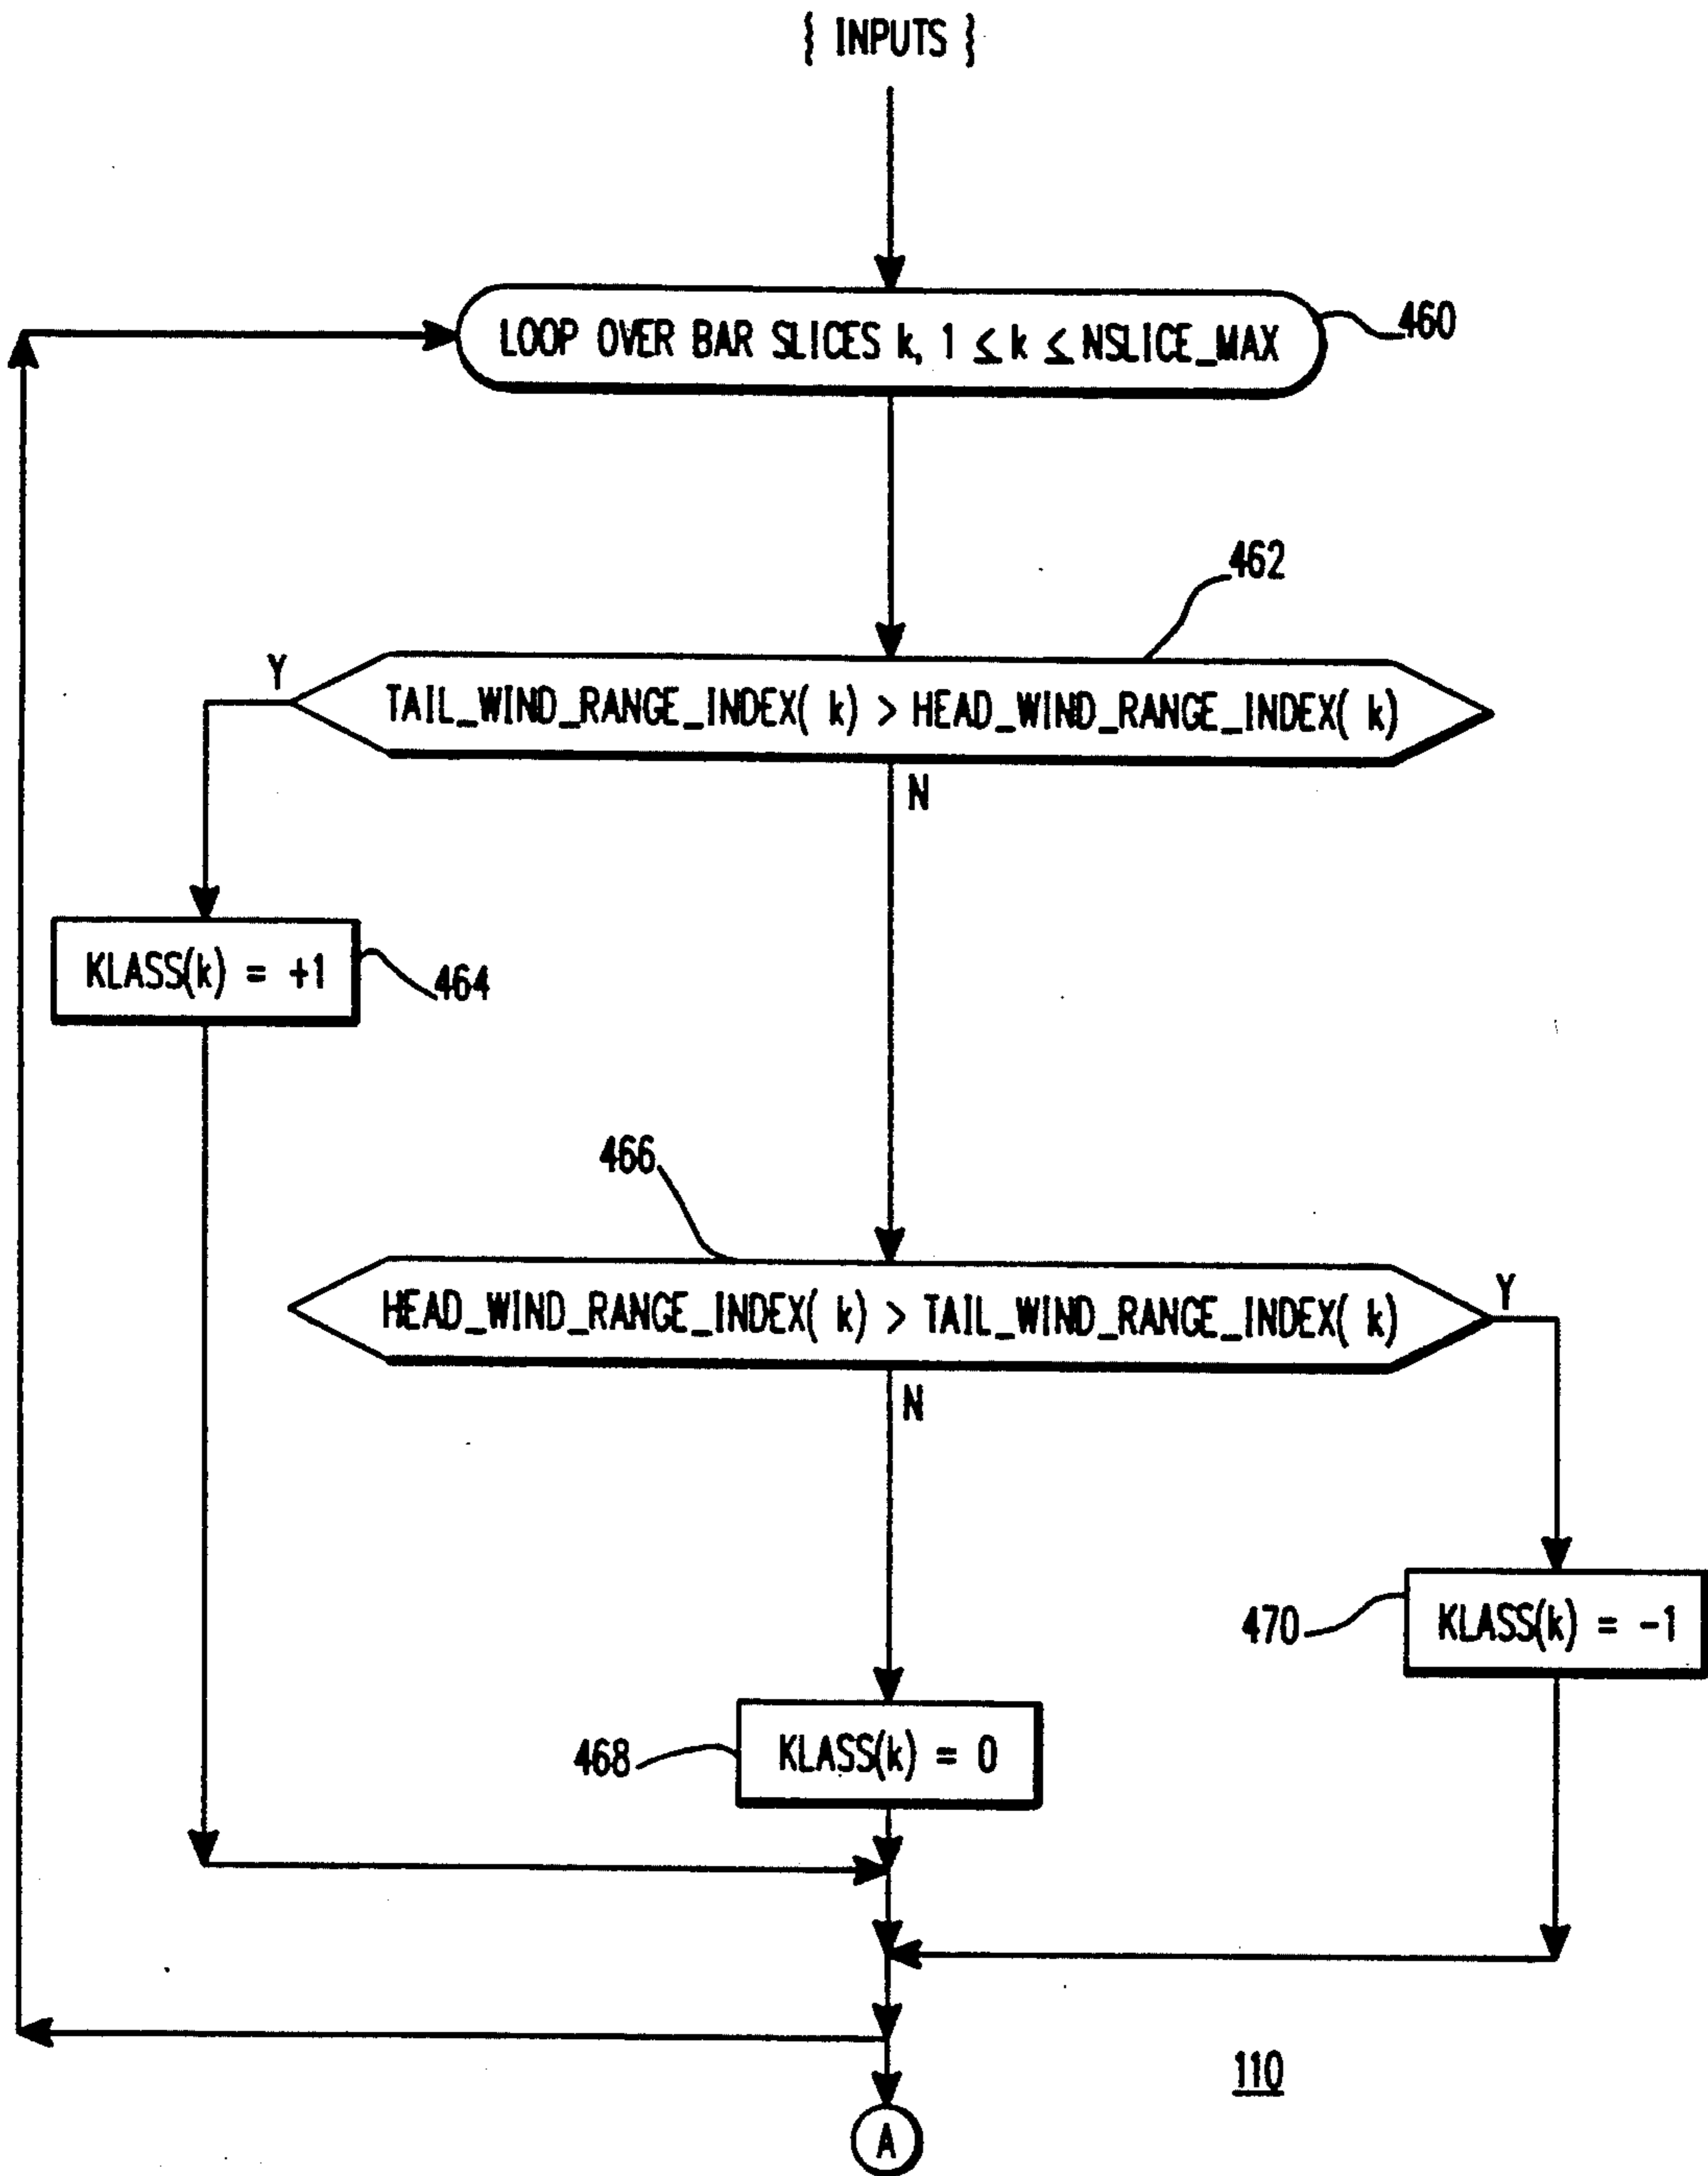 { INPUTS }
LOOP OVER BAR SLICES k, 1 ≤ k ≤ NSLICE_MAX
460
462
Y
TAIL_WIND_RANGE_INDEX( k) > HEAD_WIND_RANGE_INDEX( k)
N
KLASS(k) = +1
464
466
HEAD_WIND_RANGE_INDEX( k) > TAIL_WIND_RANGE_INDEX( k)
Y
N
470
KLASS(k) = -1
468
KLASS(k) = 0
110
A